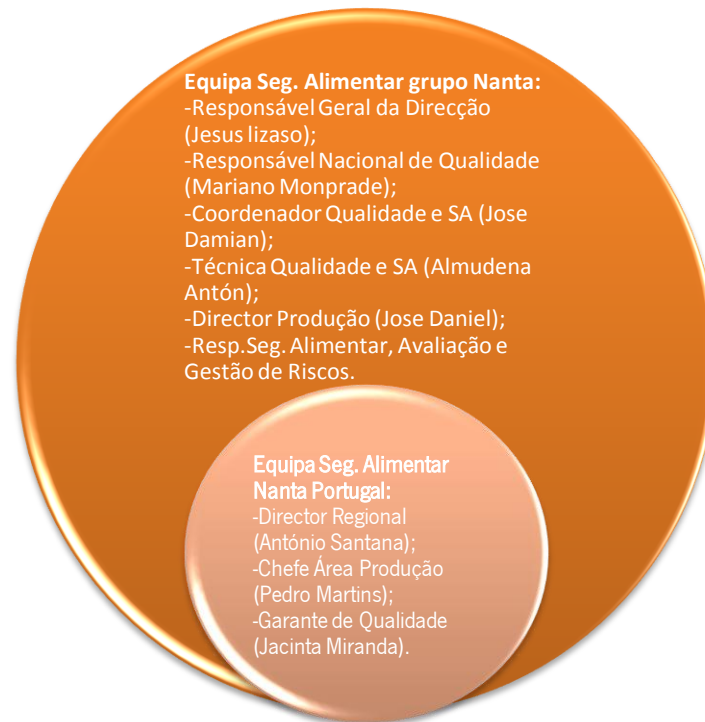 Equipa Seg. Alimentar grupo Nanta:
-Responsável Geral da Direcção
(Jesus lizaso);
-Responsável Nacional de Qualidade
(Mariano Monprade);
-Coordenador Qualidade e SA (Jose
Damian);
-Técnica Qualidade e SA (Almudena
Antón);
-Director Produção (Jose Daniel);
-Resp.Seg. Alimentar, Avaliação e
Gestão de Riscos.
Equipa Seg. Alimentar
Nanta Portugal:
-Director Regional
(António Santana);
-Chefe Área Produção
(Pedro Martins);
-Garante de Qualidade
(Jacinta Miranda).